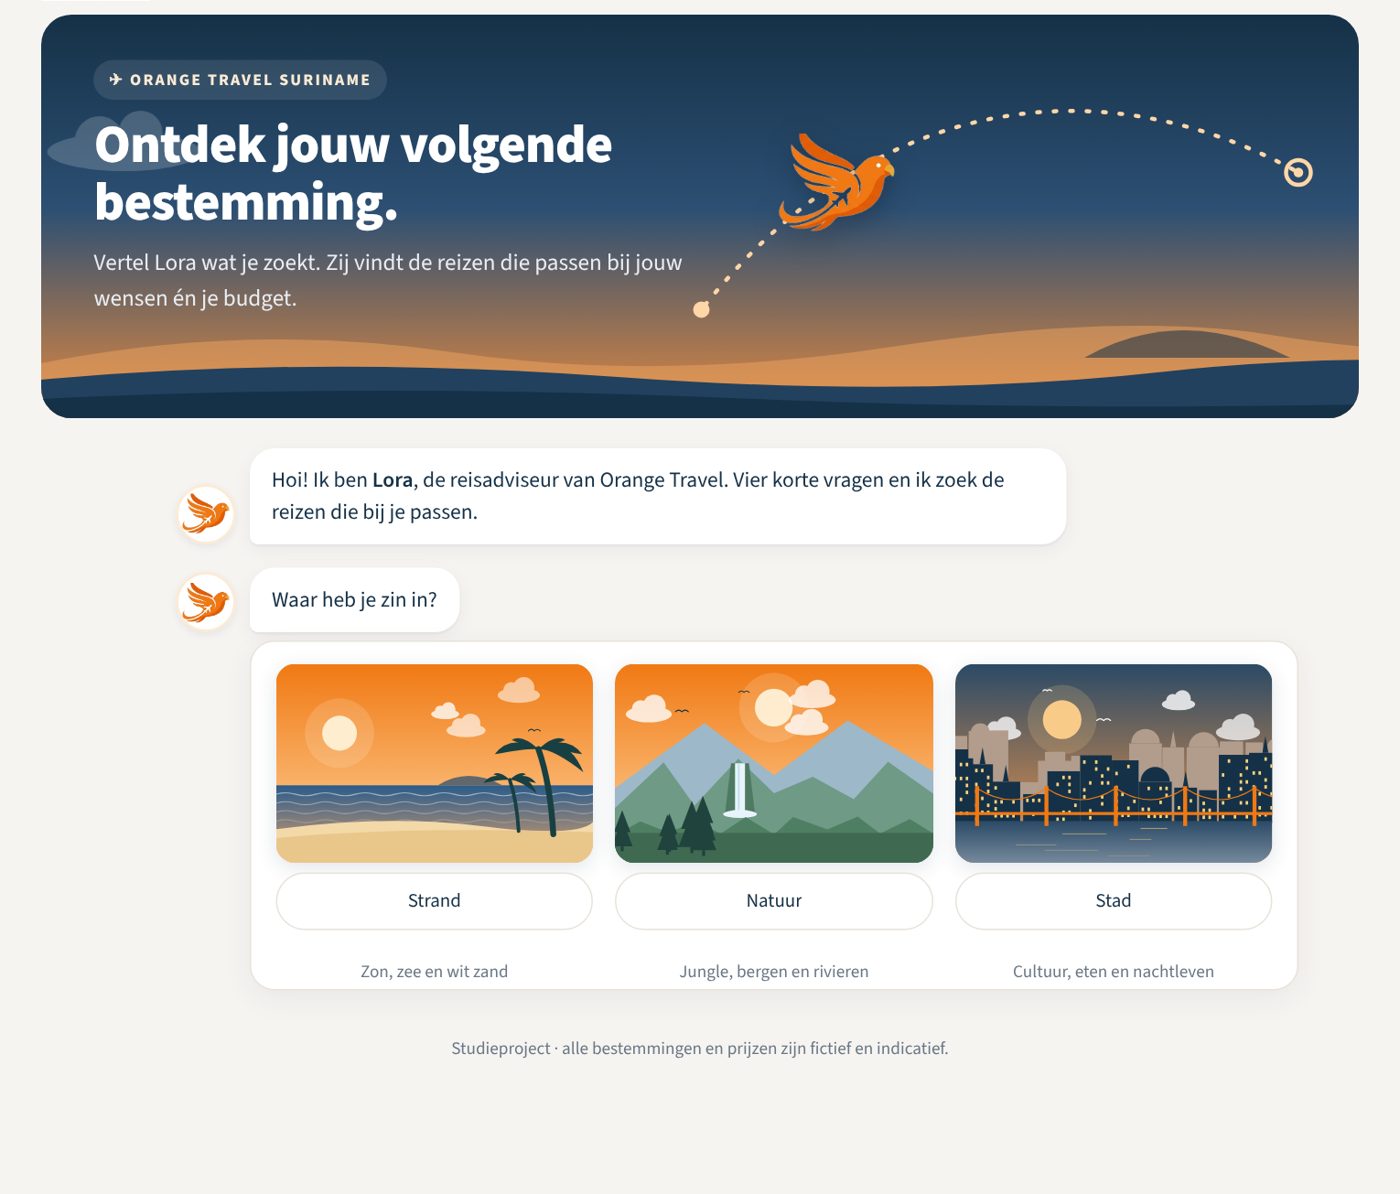 ✈ ORANGE TRAVEL SURINAME
Ontdek jouw volgende
bestemming.
Vertel Lora wat je zoekt. Zij vindt de reizen die passen bij jouw
wensen én je budget.
Hoi! Ik ben Lora, de reisadviseur van Orange Travel. Vier korte vragen en ik zoek de
reizen die bij je passen.
Waar heb je zin in?
Strand
Natuur
Stad
Zon, zee en wit zand
Jungle, bergen en rivieren
Cultuur, eten en nachtleven
Studieproject · alle bestemmingen en prijzen zijn fictief en indicatief.